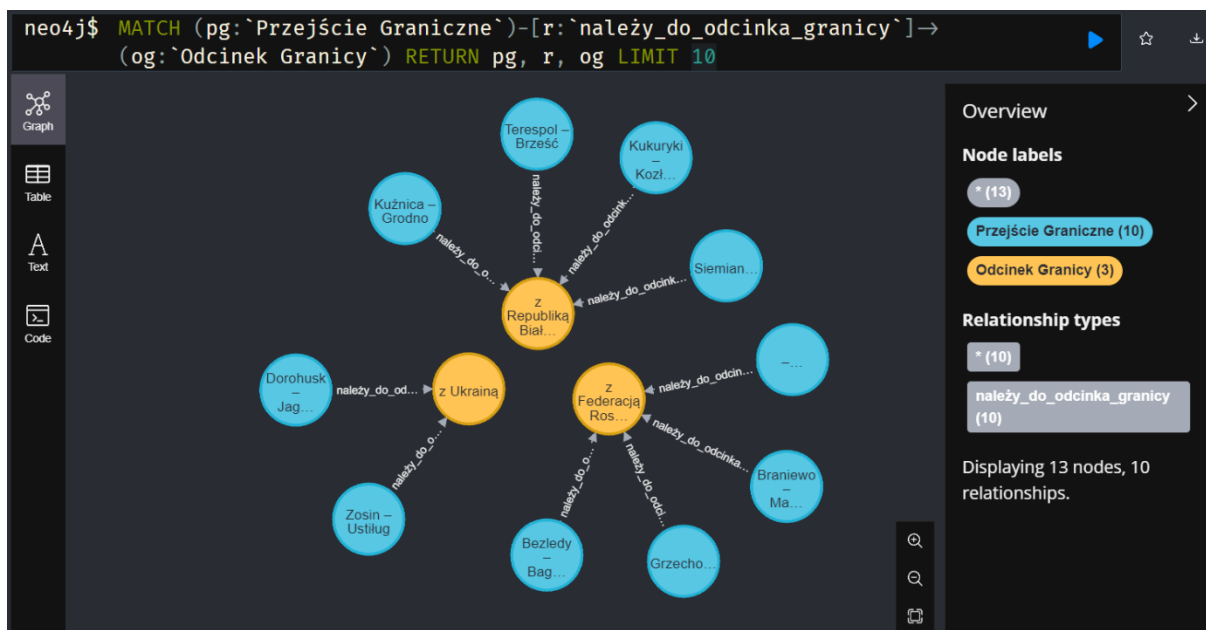 neo4j$ MATCH (pg:`Przejście Graniczne`)-[r:`należy_do_odcinka_granicy`]→
(og:`Odcinek Granicy`) RETURN pg, r, og LIMIT 10
Graph
Table
Text
Code
Terespol –
Brześć
Kukuryki
–
Kozł...
Kuźnica –
Grodno
Siemian...
z
Republiką
Biał...
należy_do_o...
należy_do_odci...
należy_do_odcink...
należy_do_odcink...
Dorohusk
–
Jag...
należy_do_od...
z Ukrainą
należy_do_o...
Zosin –
Ustiług
z
Federacją
Ros...
należy_do_odcin...
–
...
należy_do_odcinka...
Braniewo
–
Ma...
należy_do_o...
należy_do_odci...
Bezledy
–
Bag...
Grzecho...
Overview
Node labels
* (13)
Przejście Graniczne (10)
Odcinek Granicy (3)
Relationship types
* (10)
należy_do_odcinka_granicy
(10)
Displaying 13 nodes, 10
relationships.